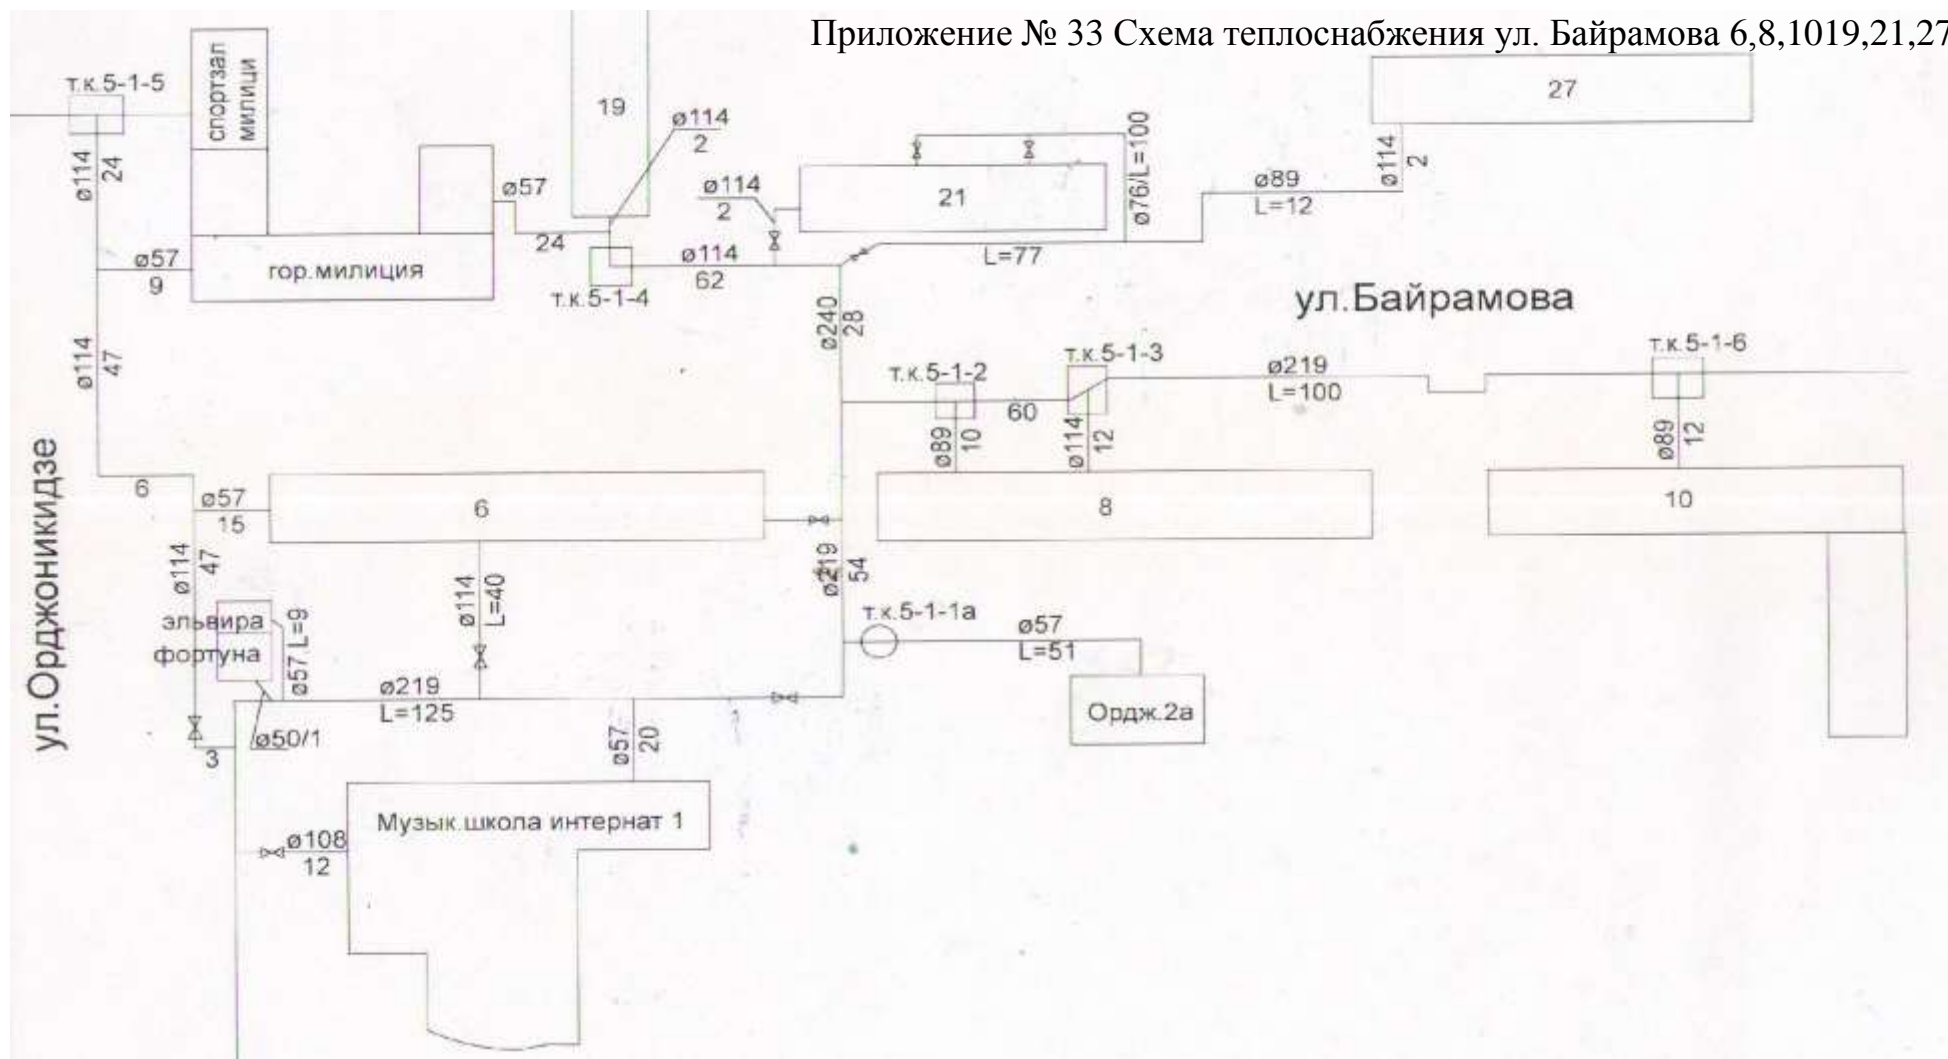 Приложение № 33 Схема теплоснабжения ул. Байрамова 6,8,1019,21,27
т.к.5-1-5
спортзал
милици
19
ø114
2
27
ø114
24
ø57
24
ø114
2
21
ø76/L=100
ø89
L=12
ø114
2
ø57
9
гор.милиция
т.к.5-1-4
ø114
62
L=77
ул.Байрамова
ø114
47
ø240
28
т.к.5-1-2
60
т.к.5-1-3
ø219
L=100
т.к.5-1-6
ø89
10
ø114
12
ø89
12
ул.Орджоникидзе
6
ø57
15
6
8
10
ø114
47
ø114
L=40
ø219
54
эльвира
фортуна
ø57 L=9
т.к.5-1-1а
ø57
L=51
Ордж.2а
ø219
L=125
ø50/1
3
ø57
20
Музык.школа интернат 1
ø108
12